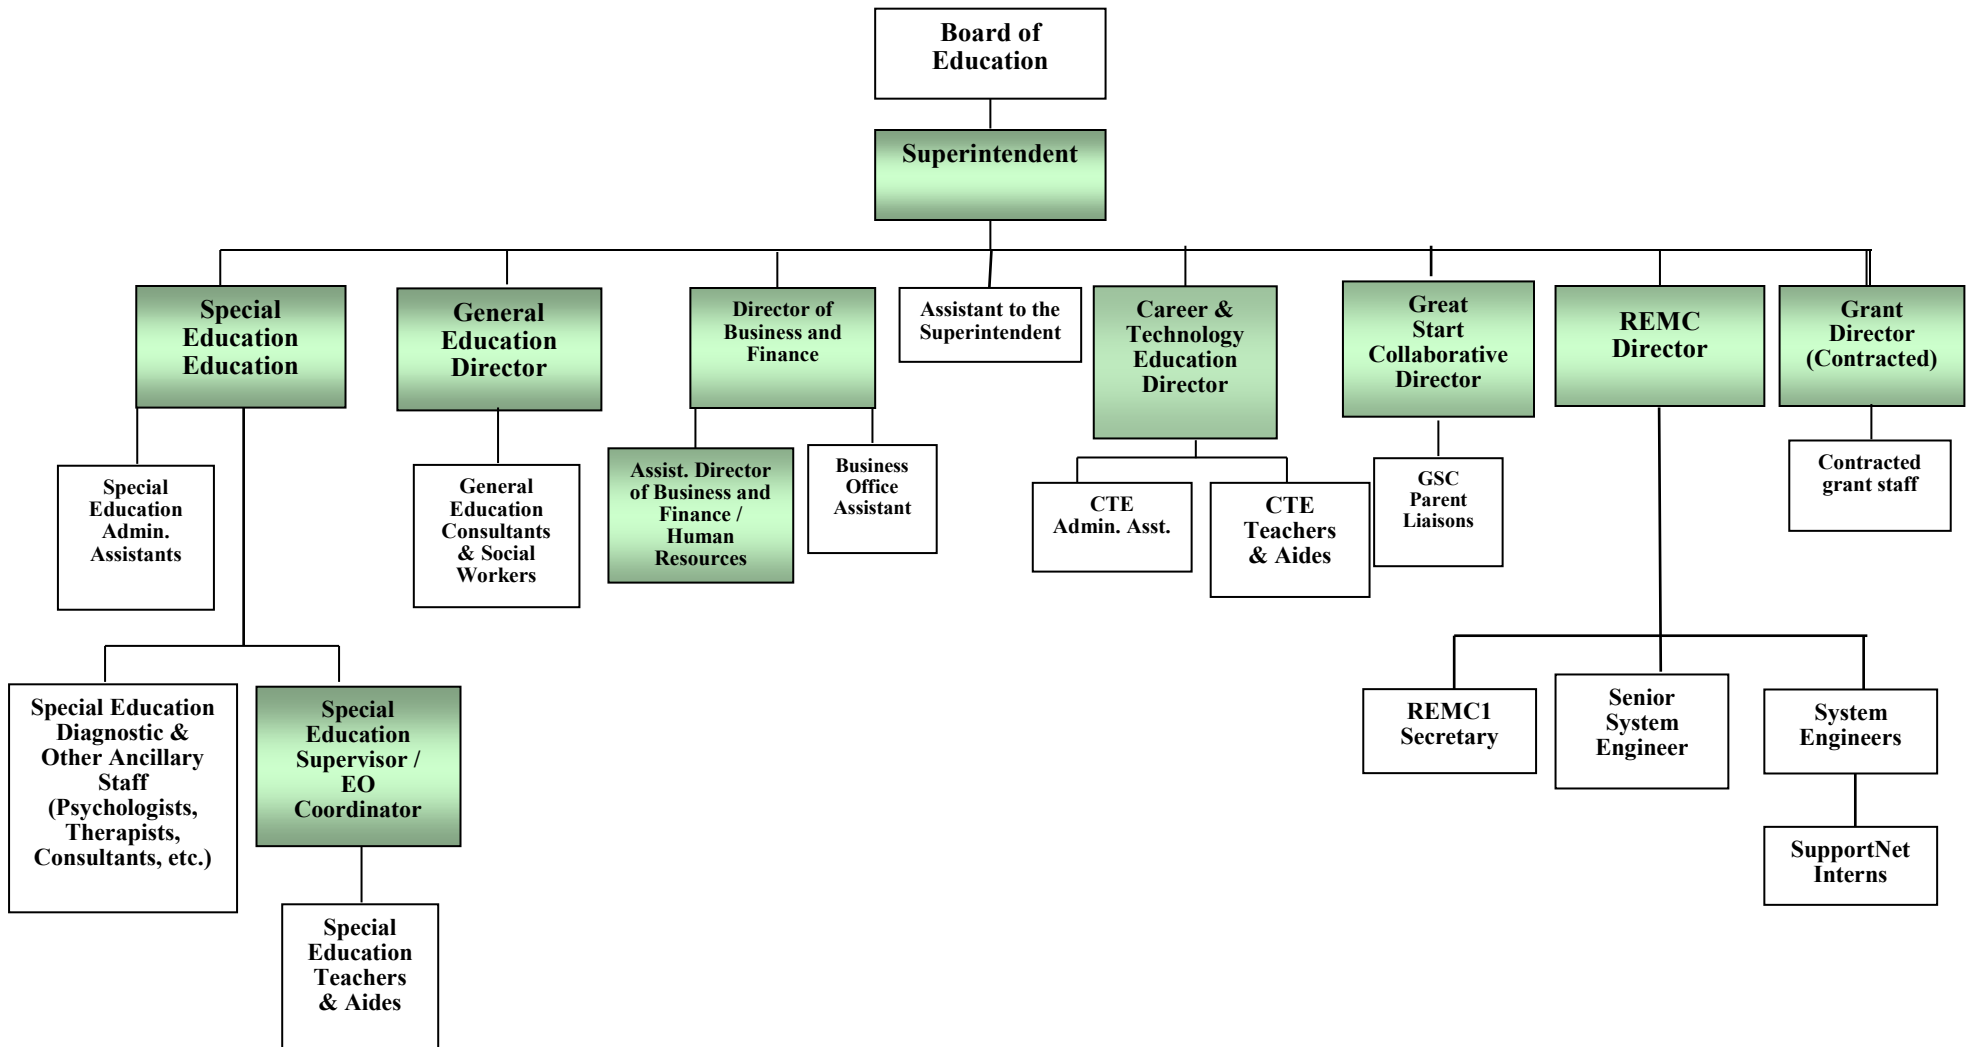 Board of
Education
Superintendent
Special
Education
Education
General
Education
Director
Director of
Business and
Finance
Assistant to the
Superintendent
Career &
Technology
Education
Director
Great
Start
Collaborative
Director
REMC
Director
Grant
Director
(Contracted)
Special
Education
Admin.
Assistants
General
Education
Consultants
& Social
Workers
Assist. Director
of Business and
Finance /
Human
Resources
Business
Office
Assistant
CTE
Admin. Asst.
CTE
Teachers
& Aides
GSC
Parent
Liaisons
Contracted
grant staff
Special Education
Diagnostic &
Other Ancillary
Staff
(Psychologists,
Therapists,
Consultants, etc.)
Special
Education
Supervisor /
EO
Coordinator
REMC1
Secretary
Senior
System
Engineer
System
Engineers
SupportNet
Interns
Special
Education
Teachers
& Aides